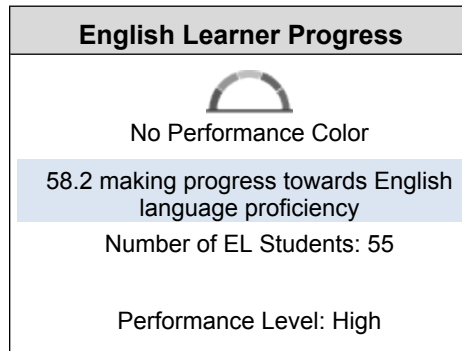 English Learner Progress
No Performance Color
58.2 making progress towards English
language proficiency
Number of EL Students: 55
Performance Level: High